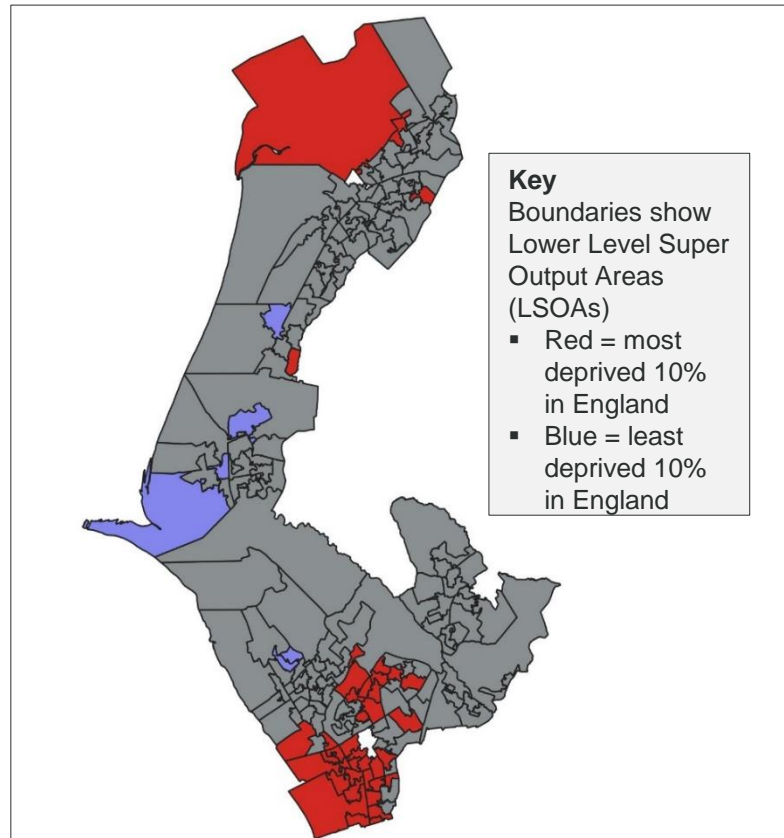 Key
Boundaries show
Lower Level Super
Output Areas
(LSOAs)
▪ Red = most
deprived 10%
in England
▪ Blue = least
deprived 10%
in England